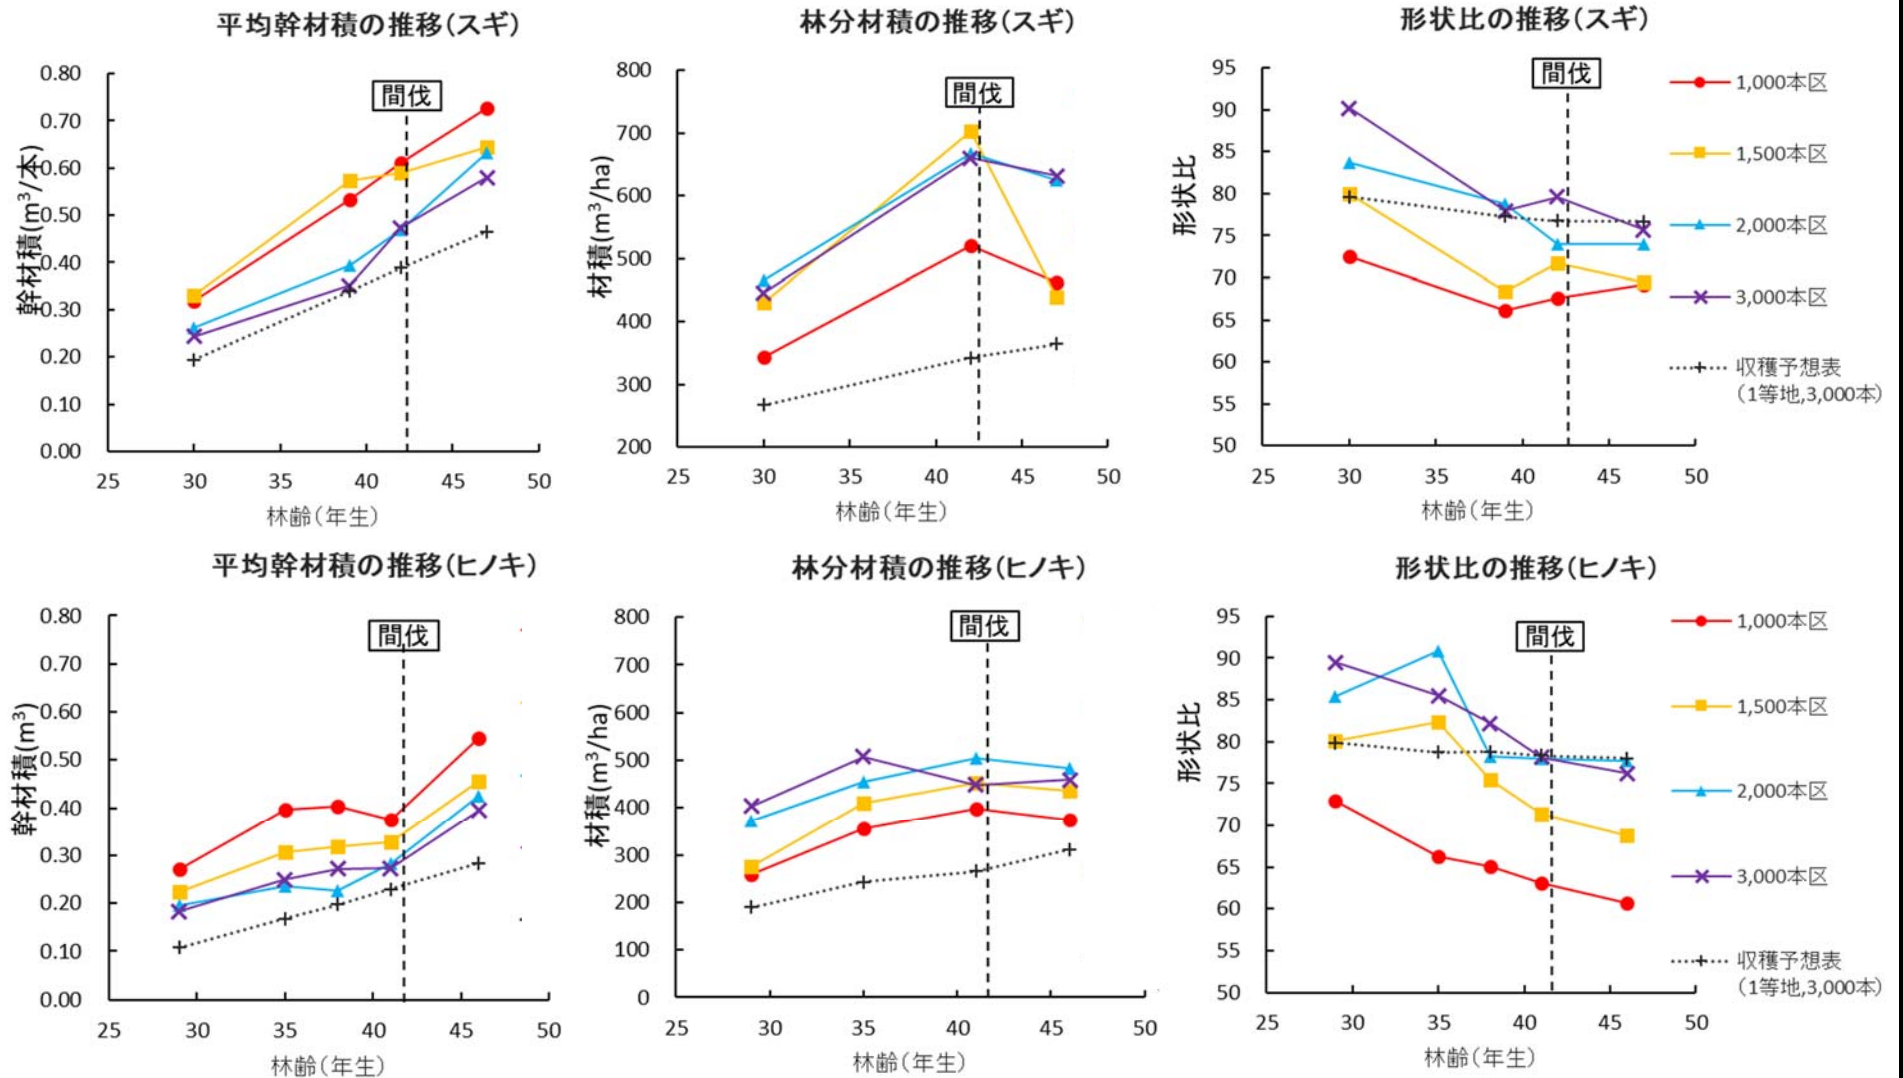 平均幹材積の推移(スギ)
幹材積(m³/本)
0.80
0.70
0.60
0.50
0.40
0.30
0.20
0.10
0.00
間伐
25 30 35 40 45 50
林齢(年生)
林分材積の推移(スギ)
材積(m³/ha)
800
700
600
500
400
300
200
間伐
25 30 35 40 45 50
林齢(年生)
形状比の推移(スギ)
形状比
95
90
85
80
75
70
65
60
55
50
間伐
25 30 35 40 45 50
林齢(年生)
1,000本区
1,500本区
2,000本区
3,000本区
収穫予想表
(1等地,3,000本)
平均幹材積の推移(ヒノキ)
幹材積(m³)
0.80
0.70
0.60
0.50
0.40
0.30
0.20
0.10
0.00
間伐
25 30 35 40 45 50
林齢(年生)
林分材積の推移(ヒノキ)
材積(m³/ha)
800
700
600
500
400
300
200
100
0
間伐
25 30 35 40 45 50
林齢(年生)
形状比の推移(ヒノキ)
形状比
95
90
85
80
75
70
65
60
55
50
間伐
25 30 35 40 45 50
林齢(年生)
1,000本区
1,500本区
2,000本区
3,000本区
収穫予想表
(1等地,3,000本)